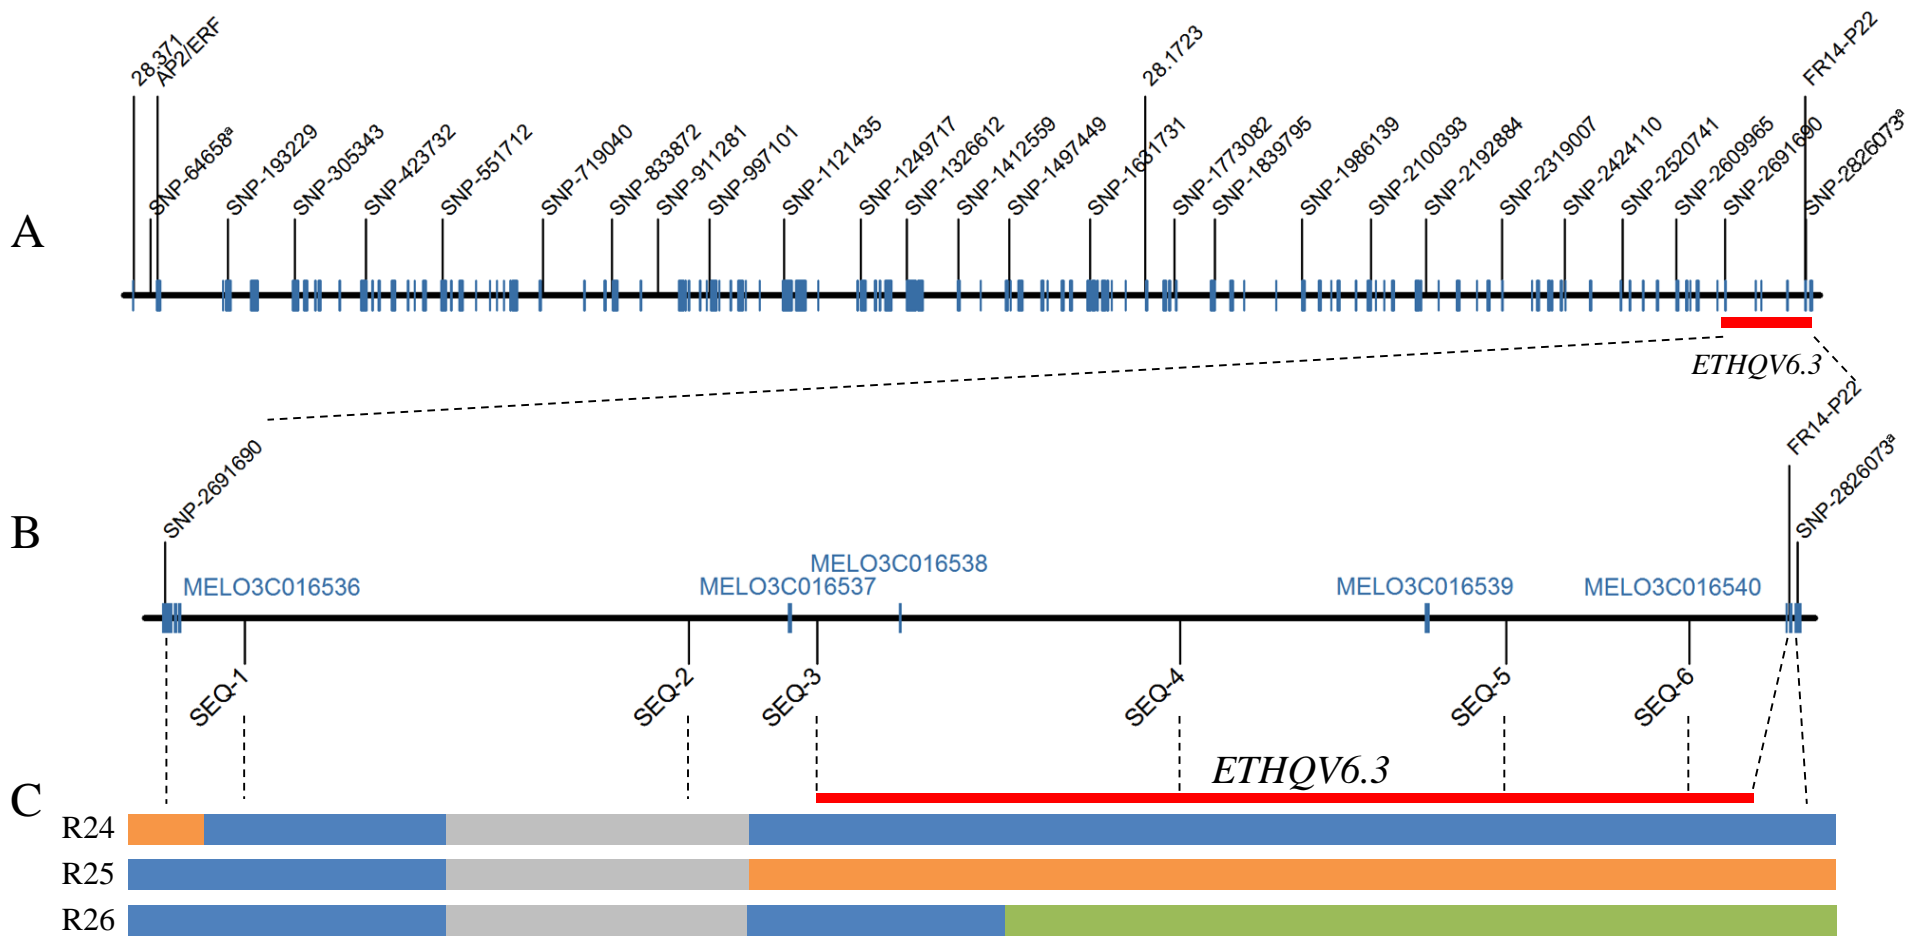 28.371
AP2/ERF
28.1723
FR14-P22
SNP-64658ª
SNP-193229
SNP-305343
SNP-423732
SNP-551712
SNP-719040
SNP-833872
SNP-911281
SNP-997101
SNP-1121435
SNP-1249717
SNP-1326612
SNP-1412559
SNP-1497449
SNP-1631731
SNP-1773082
SNP-1839795
SNP-1986139
SNP-2100393
SNP-2192884
SNP-2319007
SNP-2424110
SNP-2520741
SNP-2609965
SNP-2691690
SNP-2826073ª
A
ETHQV6.3
FR14-P22
SNP-2691690
SNP-2826073ª
B
MELO3C016538
MELO3C016536
MELO3C016537
MELO3C016539
MELO3C016540
SEQ-1
SEQ-2
SEQ-3
SEQ-4
SEQ-5
SEQ-6
ETHQV6.3
C
R24
R25
R26